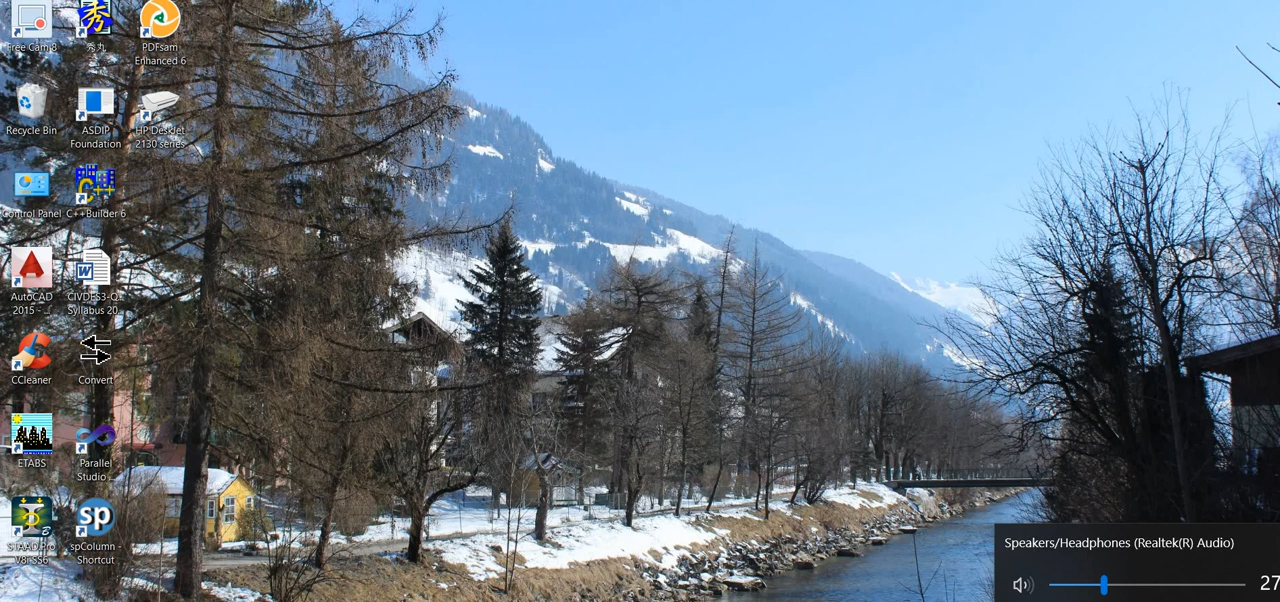 Free Cam 8
秀丸
PDFsam
Enhanced 6
Recycle Bin
ASDIP
Foundation
HP DeskJet
2130 series
Control Panel
C++Builder 6
AutoCAD
2015 - ...
CIVDES3-Q...
Syllabus 20...
CCleaner
Convert
ETABS
Parallel
Studio
STAAD.Pro
V8i SS6
spColumn -
Shortcut
Speakers/Headphones (Realtek(R) Audio)
27